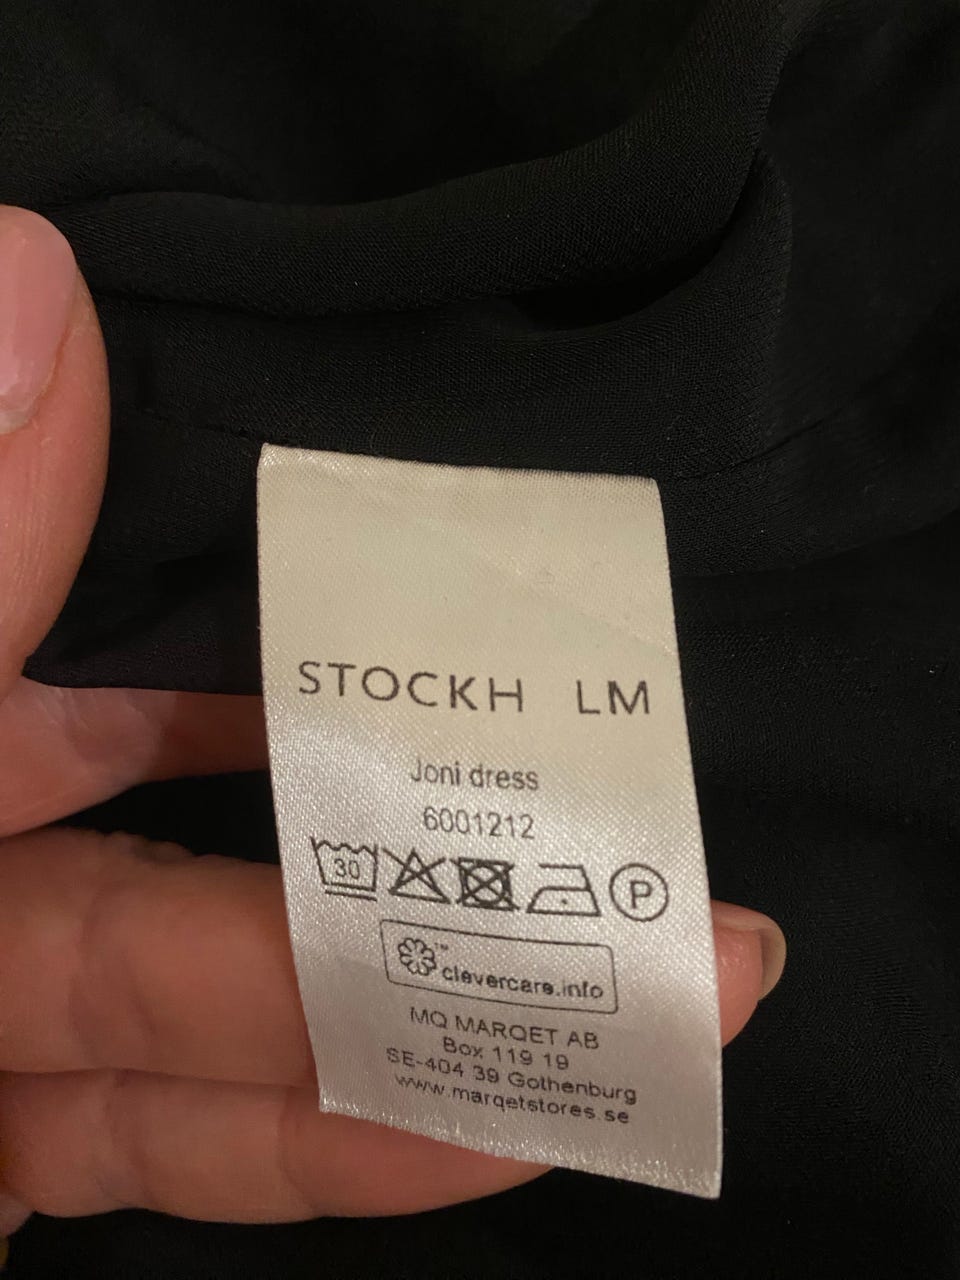 STOCKH LM
Joni dress
6001212
30 P
™
clevercare.info
MQ MARQET AB
Box 119 19
SE-404 39 Gothenburg
www.marqetstores.se